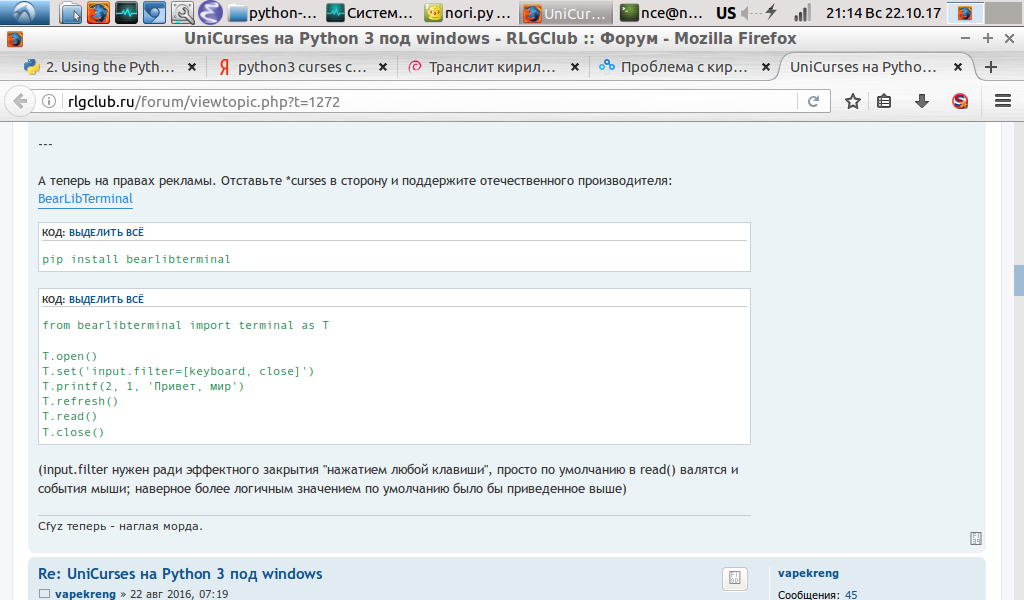 python-... Систем... nori.py ... UniCur... nce@n... US 21:14 Вс 22.10.17
UniCurses на Python 3 под windows - RLGClub :: Форум - Mozilla Firefox
2. Using the Pyth... python3 curses c... Транслит кирил... Проблема с кир... UniCurses на Pytho...
rlgclub.ru/forum/viewtopic.php?t=1272
---
А теперь на правах рекламы. Отставьте *curses в сторону и поддержите отечественного производителя:
BearLibTerminal
КОД: ВЫДЕЛИТЬ ВСЁ
pip install bearlibterminal
КОД: ВЫДЕЛИТЬ ВСЁ
from bearlibterminal import terminal as T
T.open()
T.set('input.filter=[keyboard, close]')
T.printf(2, 1, 'Привет, мир')
T.refresh()
T.read()
T.close()
(input.filter нужен ради эффектного закрытия "нажатием любой клавиши", просто по умолчанию в read() валятся и
события мыши; наверное более логичным значением по умолчанию было бы приведенное выше)
Cfyz теперь - наглая морда.
Re: UniCurses на Python 3 под windows
vapekreng » 22 авг 2016, 07:19
vapekreng
Сообщения: 45